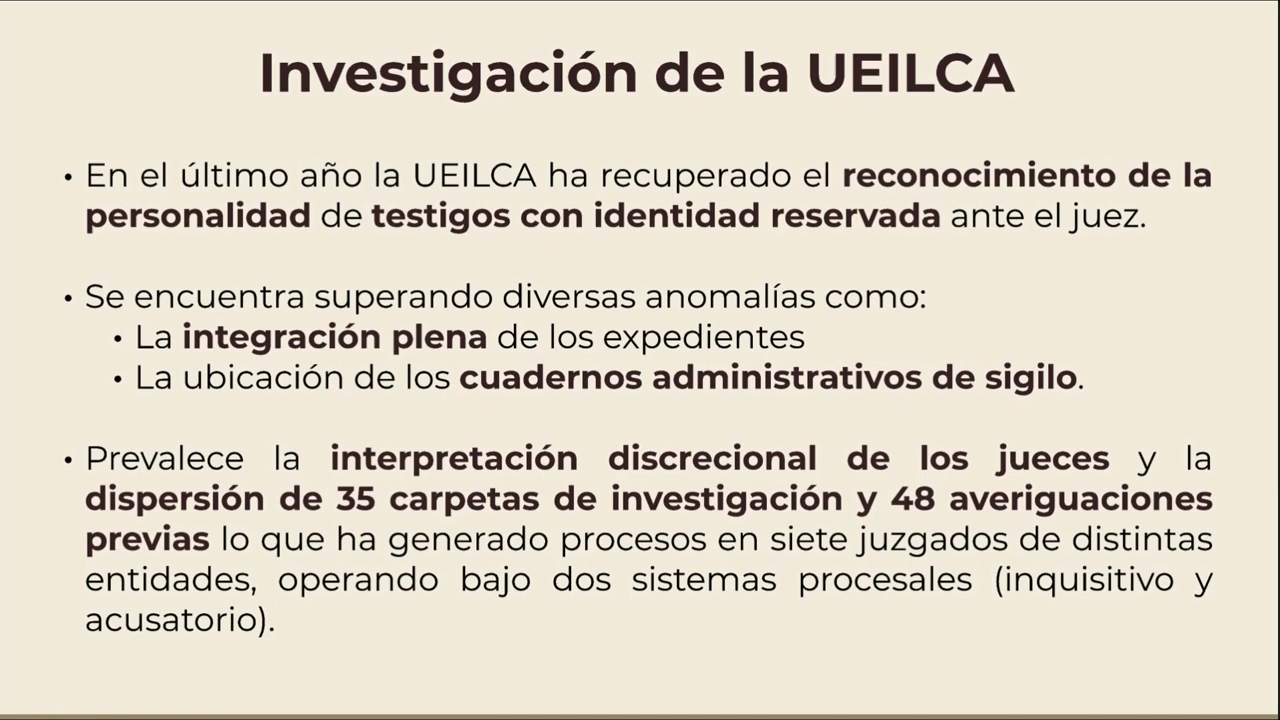 Investigación de la UEILCA
• En el último año la UEILCA ha recuperado el reconocimiento de la
personalidad de testigos con identidad reservada ante el juez.
• Se encuentra superando diversas anomalías como:
• La integración plena de los expedientes
• La ubicación de los cuadernos administrativos de sigilo.
• Prevalece la interpretación discrecional de los jueces y la
dispersión de 35 carpetas de investigación y 48 averiguaciones
previas lo que ha generado procesos en siete juzgados de distintas
entidades, operando bajo dos sistemas procesales (inquisitivo y
acusatorio).